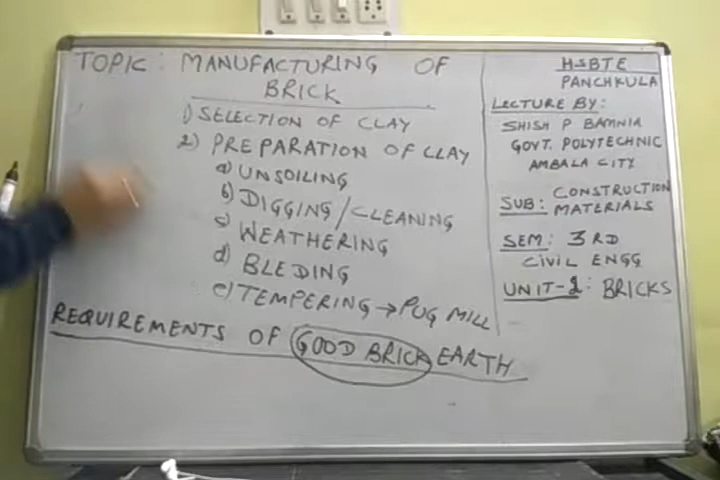 TOPIC: MANUFACTURING OF
BRICK
1) SELECTION OF CLAY
2) PREPARATION OF CLAY
a) UNSOILING
b) DIGGING/CLEANING
c) WEATHERING
d) BLEDING
e) TEMPERING → PUG MILL
REQUIREMENTS OF GOOD BRICK EARTH
HSBTE
PANCHKULA
LECTURE BY:
SHISH P BAMNIA
GOVT. POLYTECHNIC
AMBALA CITY
SUB: CONSTRUCTION
MATERIALS
SEM: 3RD
CIVIL ENGG
UNIT-1: BRICKS